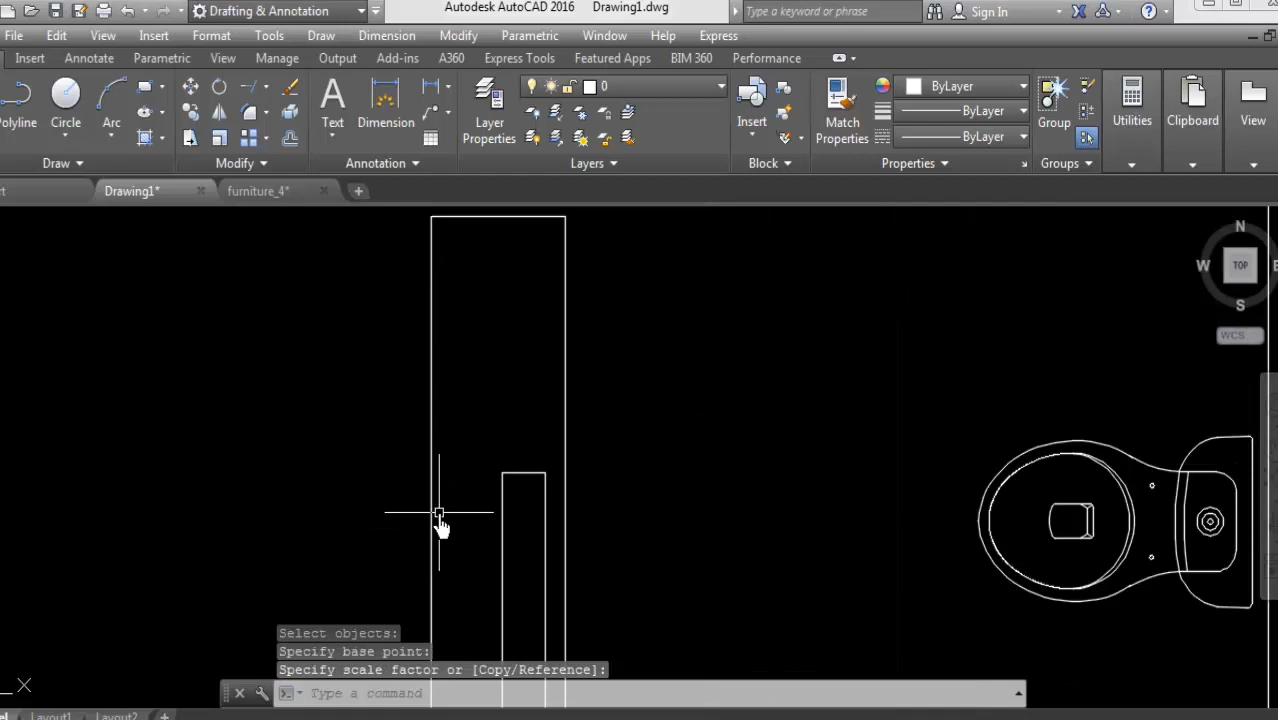 Drafting & Annotation
Autodesk AutoCAD 2016 Drawing1.dwg
Type a keyword or phrase
Sign In
File Edit View Insert Format Tools Draw Dimension Modify Parametric Window Help Express
Insert Annotate Parametric View Manage Output Add-ins A360 Express Tools Featured Apps BIM 360 Performance
0
ByLayer
ByLayer
ByLayer
Polyline Circle Arc
Text Dimension
Layer
Properties
Insert
Match
Properties
Group
Utilities
Clipboard
View
Draw Modify Annotation Layers Block Properties Groups
Drawing1* furniture_4*
N
W TOP E
S
WCS
Select objects:
Specify base point:
Specify scale factor or [Copy/Reference]:
X
Type a command
Layout1 Layout2